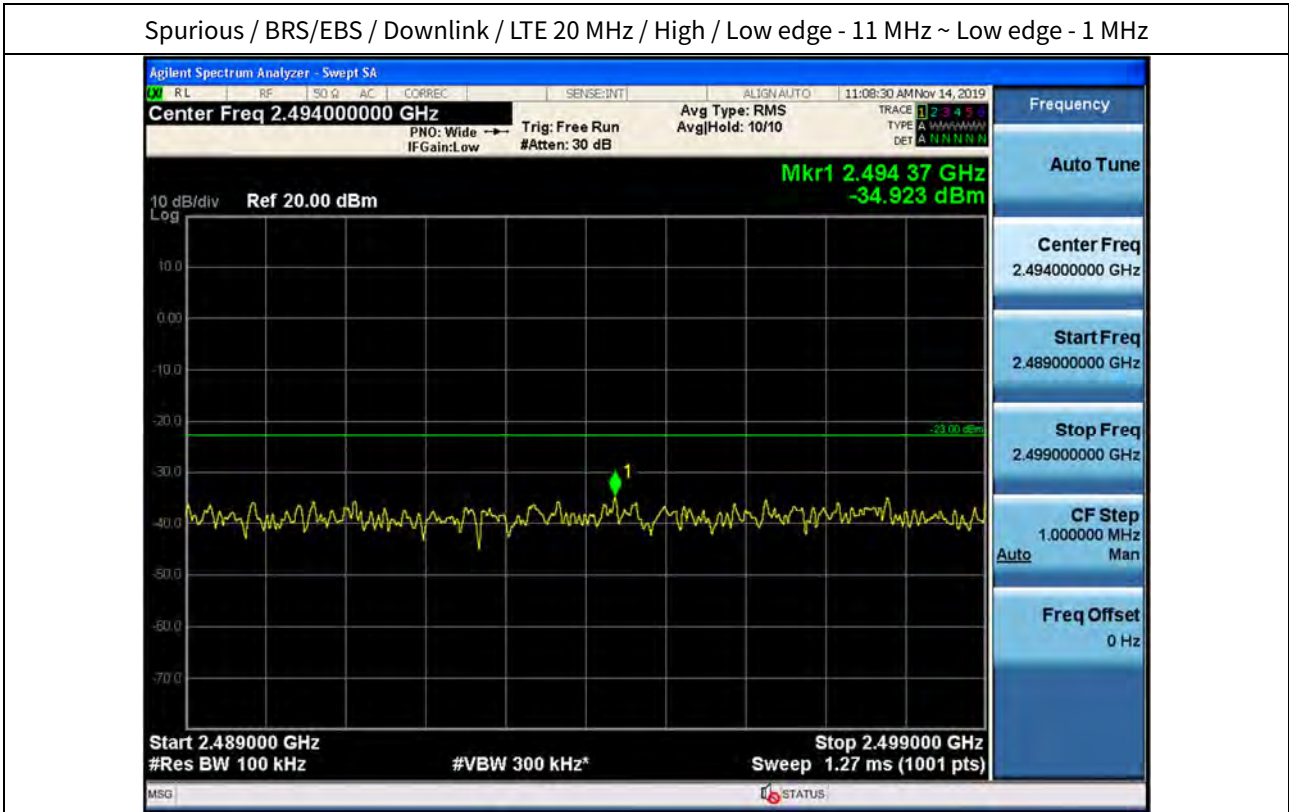 Spurious / BRS/EBS / Downlink / LTE 20 MHz / High / Low edge - 11 MHz ~ Low edge - 1 MHz
Agilent Spectrum Analyzer - Swept SA
RL RF 50 Ω AC CORREC SENSE:INT ALIGNAUTO 11:08:30 AMNov 14, 2019
Center Freq 2.494000000 GHz
PNO: Wide
IFGain:Low
Trig: Free Run
#Atten: 30 dB
Avg Type: RMS
Avg|Hold: 10/10
TRACE 1 2 3 4 5 6
TYPE A WWWWW
DET A N N N N N
Mkr1 2.494 37 GHz
-34.923 dBm
10 dB/div Ref 20.00 dBm
Log
10.0
0.00
-10.0
-20.0
-23.00 dBm
-30.0
1
-40.0
-50.0
-60.0
-70.0
Start 2.489000 GHz Stop 2.499000 GHz
#Res BW 100 kHz #VBW 300 kHz* Sweep 1.27 ms (1001 pts)
MSG STATUS
Frequency
Auto Tune
Center Freq
2.494000000 GHz
Start Freq
2.489000000 GHz
Stop Freq
2.499000000 GHz
CF Step
1.000000 MHz
Auto Man
Freq Offset
0 Hz